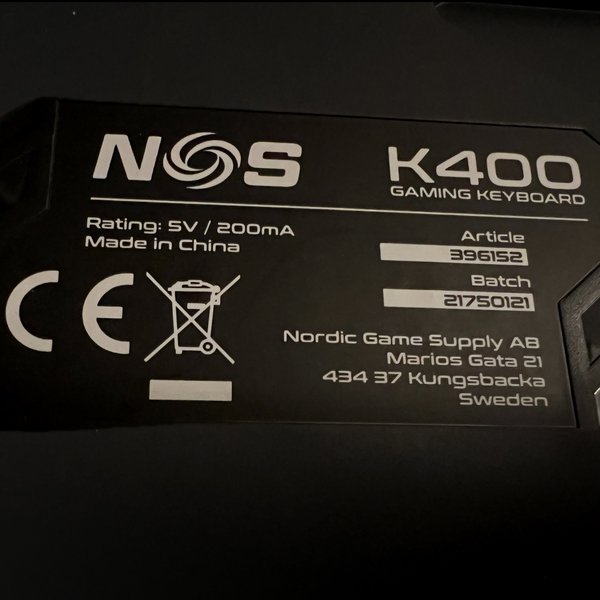 NOS
K400
GAMING KEYBOARD
Rating: 5V / 200mA
Made in China
Article
396152
Batch
21750121
CE
Nordic Game Supply AB
Marios Gata 21
434 37 Kungsbacka
Sweden